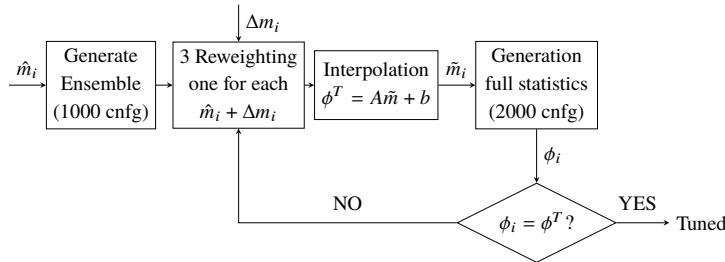 Δm_i
m̂_i
Generate
Ensemble
(1000 cnfg)
3 Reweighting
one for each
m̂_i + Δm_i
Interpolation
ϕ^T = Am̃ + b
m̃_i
Generation
full statistics
(2000 cnfg)
ϕ_i
NO
ϕ_i = ϕ^T?
YES
Tuned